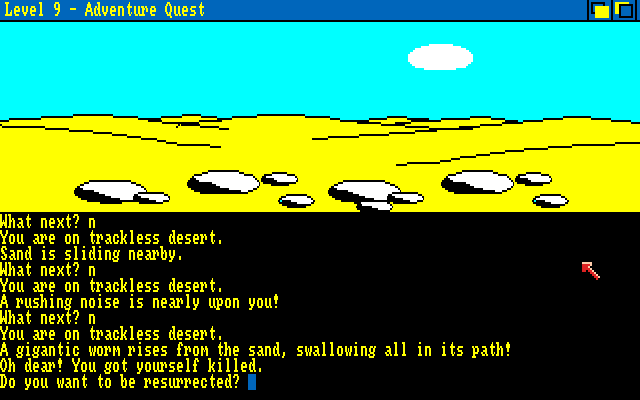 Level 9 - Adventure Quest
What next? n
You are on trackless desert.
Sand is sliding nearby.
What next? n
You are on trackless desert.
A rushing noise is nearly upon you!
What next? n
You are on trackless desert.
A gigantic worm rises from the sand, swallowing all in its path!
Oh dear! You got yourself killed.
Do you want to be resurrected?